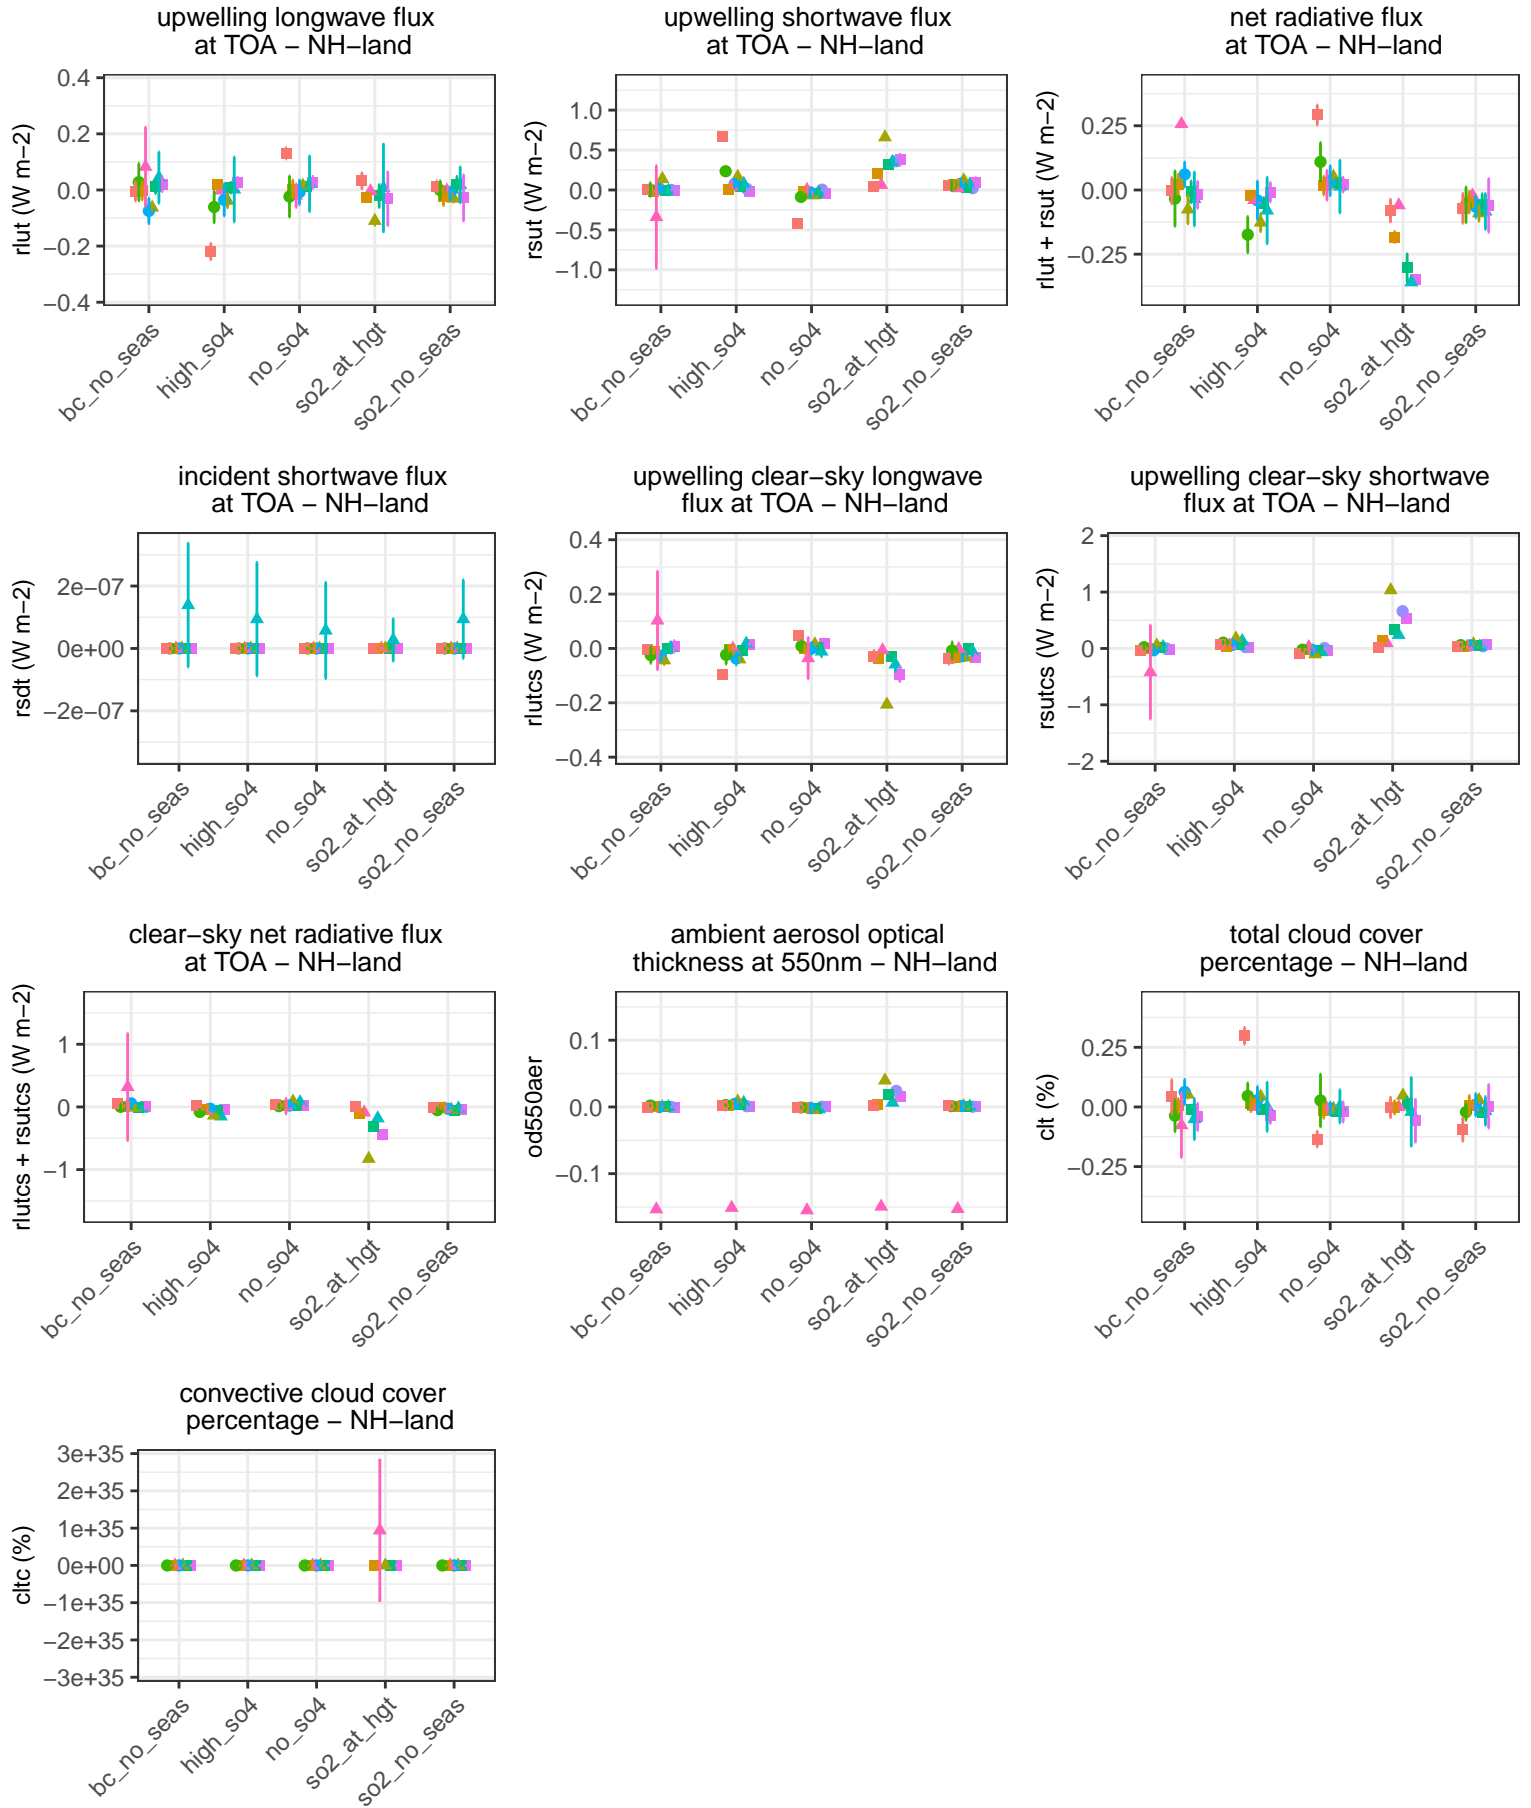 upwelling longwave flux
at TOA − NH−land
rlut (W m−2)
0.4
0.2
0.0
−0.2
−0.4
bc_no_seas
high_so4
no_so4
so2_at_hgt
so2_no_seas
upwelling shortwave flux
at TOA − NH−land
rsut (W m−2)
1.0
0.5
0.0
−0.5
−1.0
bc_no_seas
high_so4
no_so4
so2_at_hgt
so2_no_seas
net radiative flux
at TOA − NH−land
rlut + rsut (W m−2)
0.25
0.00
−0.25
bc_no_seas
high_so4
no_so4
so2_at_hgt
so2_no_seas
incident shortwave flux
at TOA − NH−land
rsdt (W m−2)
2e−07
0e+00
−2e−07
bc_no_seas
high_so4
no_so4
so2_at_hgt
so2_no_seas
upwelling clear−sky longwave
flux at TOA − NH−land
rlutcs (W m−2)
0.4
0.2
0.0
−0.2
−0.4
bc_no_seas
high_so4
no_so4
so2_at_hgt
so2_no_seas
upwelling clear−sky shortwave
flux at TOA − NH−land
rsutcs (W m−2)
2
1
0
−1
−2
bc_no_seas
high_so4
no_so4
so2_at_hgt
so2_no_seas
clear−sky net radiative flux
at TOA − NH−land
rlutcs + rsutcs (W m−2)
1
0
−1
bc_no_seas
high_so4
no_so4
so2_at_hgt
so2_no_seas
ambient aerosol optical
thickness at 550nm − NH−land
od550aer
0.1
0.0
−0.1
bc_no_seas
high_so4
no_so4
so2_at_hgt
so2_no_seas
total cloud cover
percentage − NH−land
clt (%)
0.25
0.00
−0.25
bc_no_seas
high_so4
no_so4
so2_at_hgt
so2_no_seas
convective cloud cover
percentage − NH−land
cltc (%)
3e+35
2e+35
1e+35
0e+00
−1e+35
−2e+35
−3e+35
bc_no_seas
high_so4
no_so4
so2_at_hgt
so2_no_seas